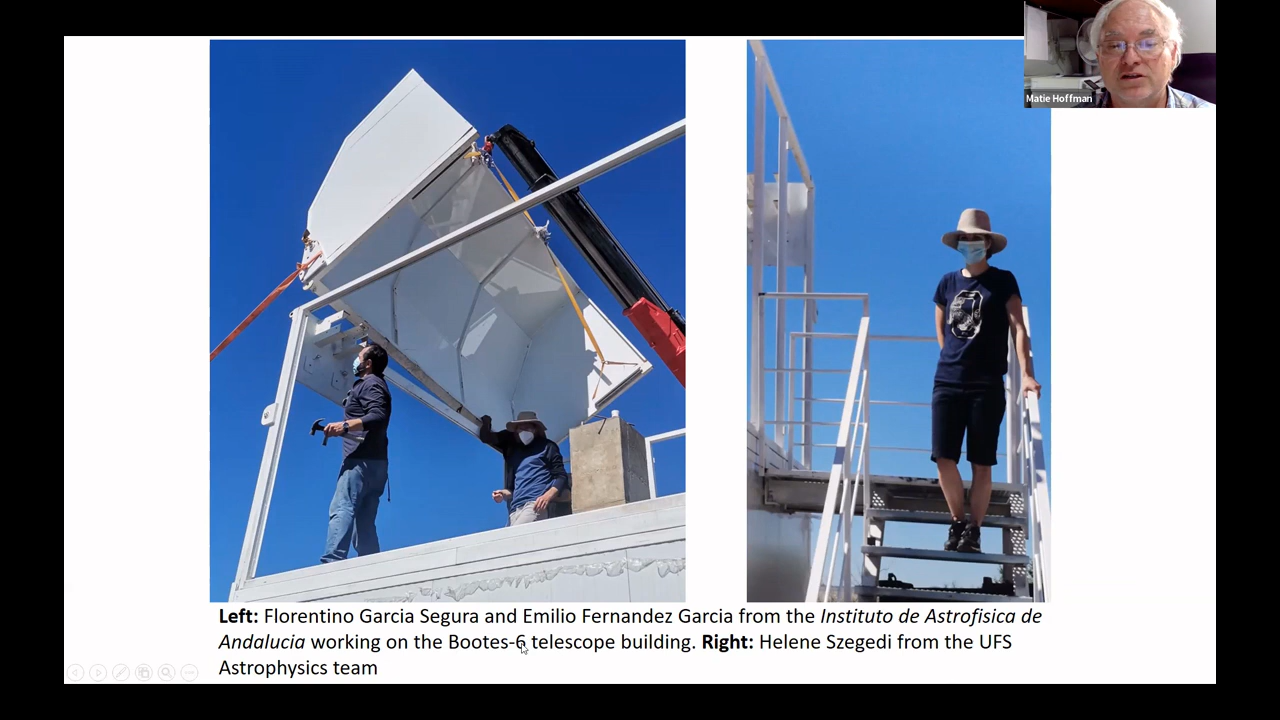 Matie Hoffman
Left: Florentino Garcia Segura and Emilio Fernandez Garcia from the Instituto de Astrofisica de
Andalucia working on the Bootes-6 telescope building. Right: Helene Szegedi from the UFS
Astrophysics team